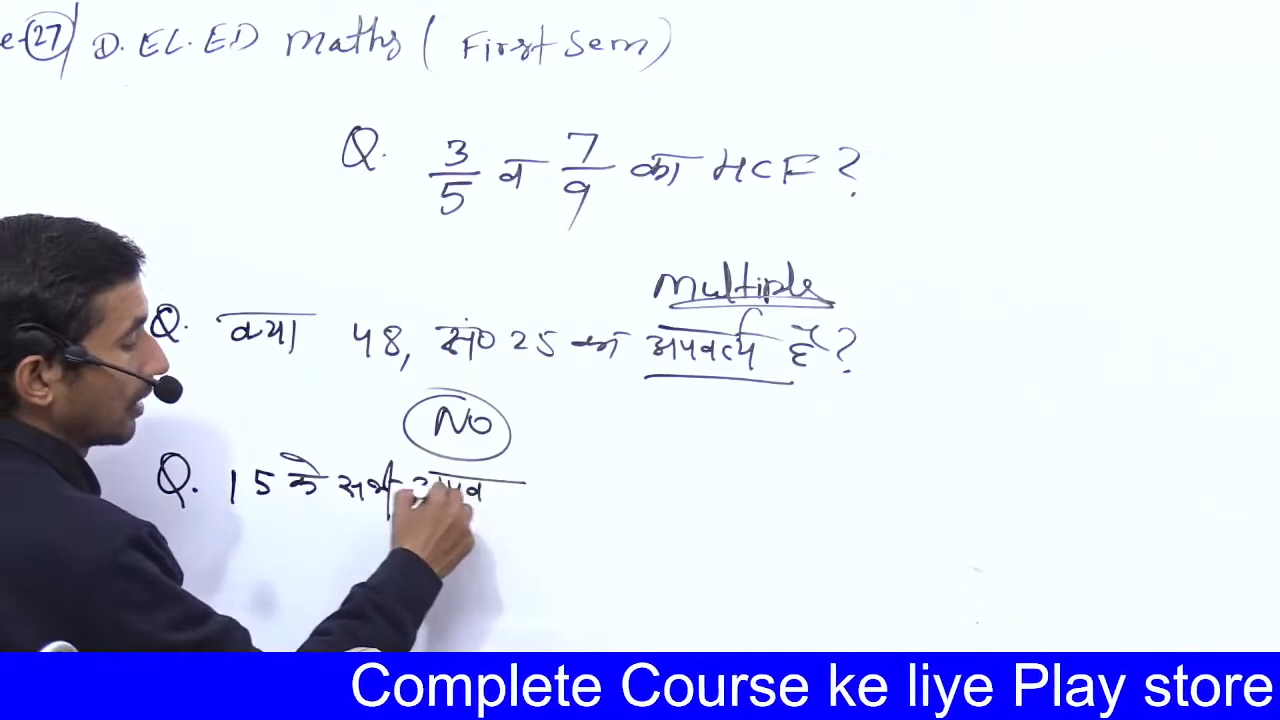 e-27/ D.EL.ED Maths ( First Sem )
Q. 3/5 व 7/9 का HCF ?
Multiple
Q. क्या 48, सं० 25 का अपवर्त्य है ?
No
Q. 15 के सभी अपव
Complete Course ke liye Play store